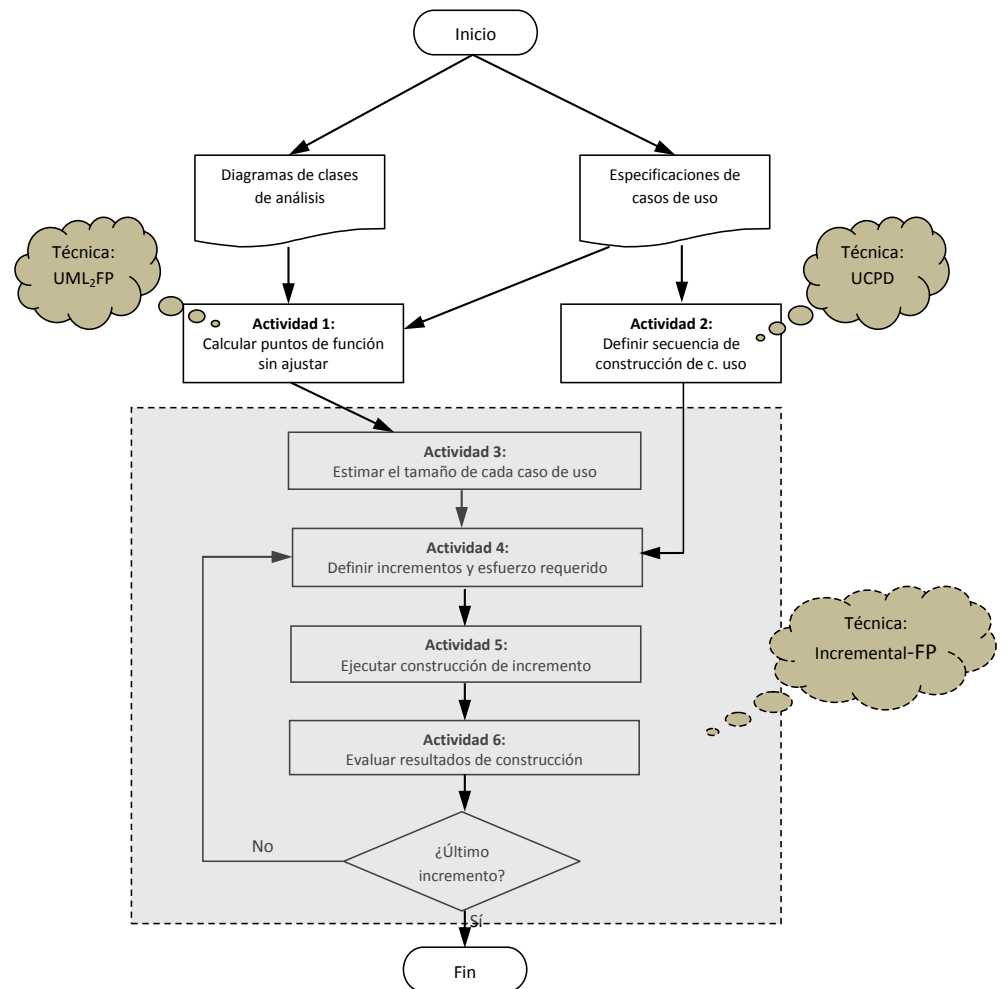 Inicio
Diagramas de clases
de análisis
Especificaciones de
casos de uso
Técnica:
UML₂FP
Técnica:
UCPD
Actividad 1:
Calcular puntos de función
sin ajustar
Actividad 2:
Definir secuencia de
construcción de c. uso
Actividad 3:
Estimar el tamaño de cada caso de uso
Actividad 4:
Definir incrementos y esfuerzo requerido
Técnica:
Incremental-FP
Actividad 5:
Ejecutar construcción de incremento
Actividad 6:
Evaluar resultados de construcción
No
¿Último
incremento?
Sí
Fin